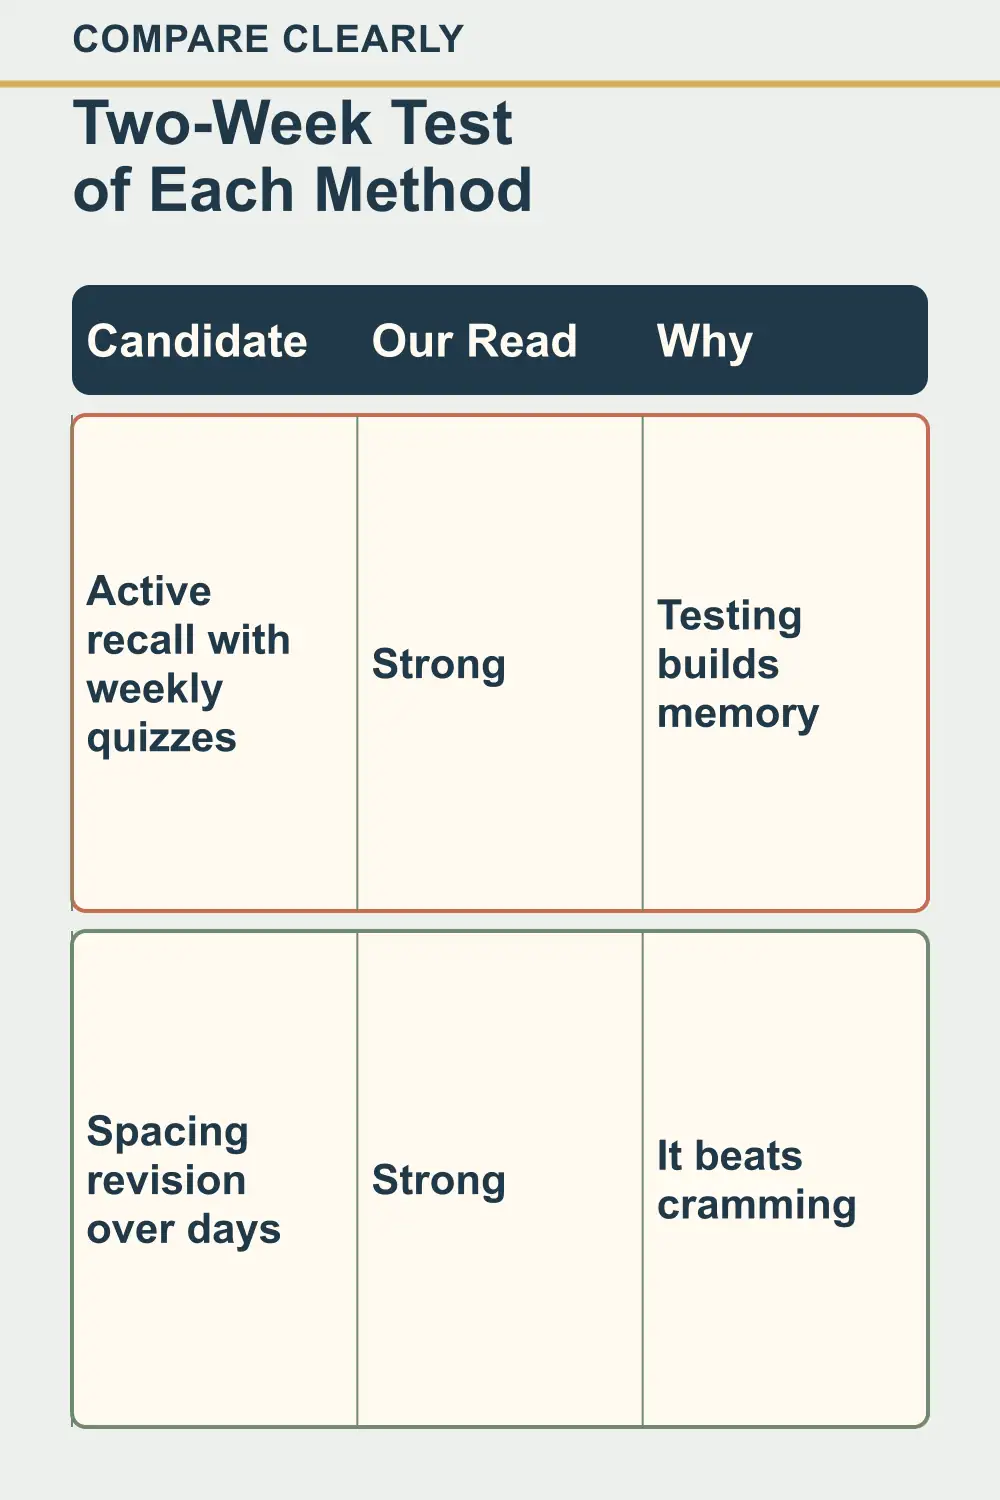 COMPARE CLEARLY
Two-Week Test
of Each Method
Candidate Our Read Why
Active
recall with
weekly
quizzes
Strong
Testing
builds
memory
Spacing
revision
over days
Strong
It beats
cramming